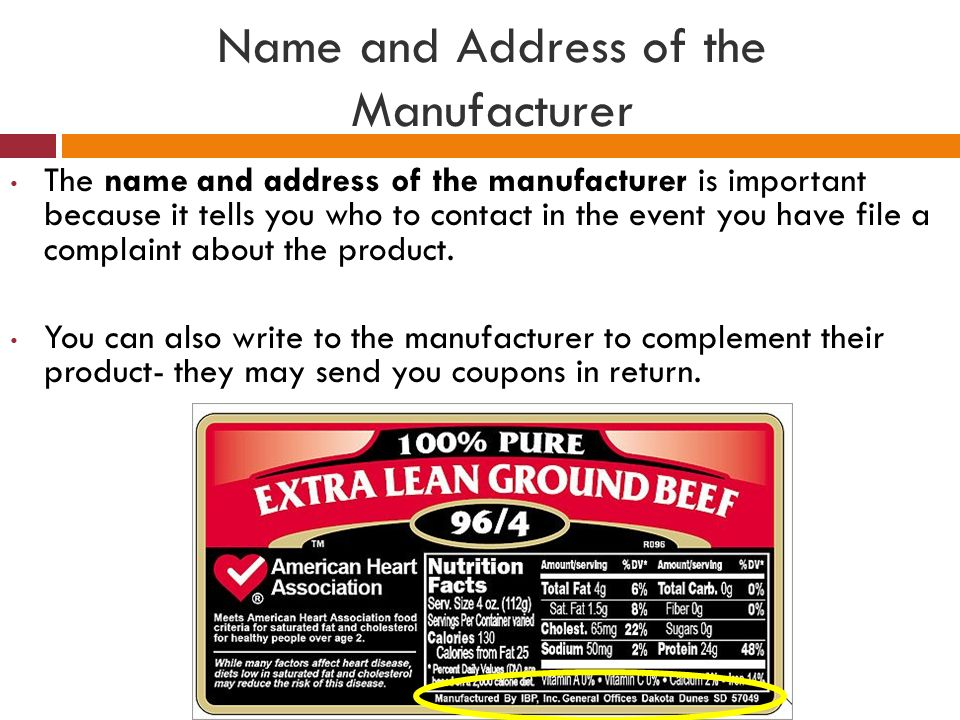 Name and Address of the
Manufacturer
• The name and address of the manufacturer is important
because it tells you who to contact in the event you have file a
complaint about the product.
• You can also write to the manufacturer to complement their
product- they may send you coupons in return.
100% PURE
EXTRA LEAN GROUND BEEF
96/4
TM
R096
American Heart
Association
®
Meets American Heart Association food
criteria for saturated fat and cholesterol
for healthy people over age 2.
While many factors affect heart disease,
diets low in saturated fat and cholesterol
may reduce the risk of this disease.
Nutrition
Facts
Serv. Size 4 oz. (112g)
Servings Per Container varied
Calories 130
Calories from Fat 25
* Percent Daily Values (DV) are
based on a 2,000 calorie diet.
Amount/serving %DV* Amount/serving %DV*
Total Fat 4g 6% Total Carb. 0g 0%
Sat. Fat 1.5g 8% Fiber 0g 0%
Cholest. 65mg 22% Sugars 0g
Sodium 50mg 2% Protein 24g 48%
Vitamin A 0% • Vitamin C 0% • Calcium 2% • Iron 14%
Manufactured By IBP, Inc. General Offices Dakota Dunes SD 57049